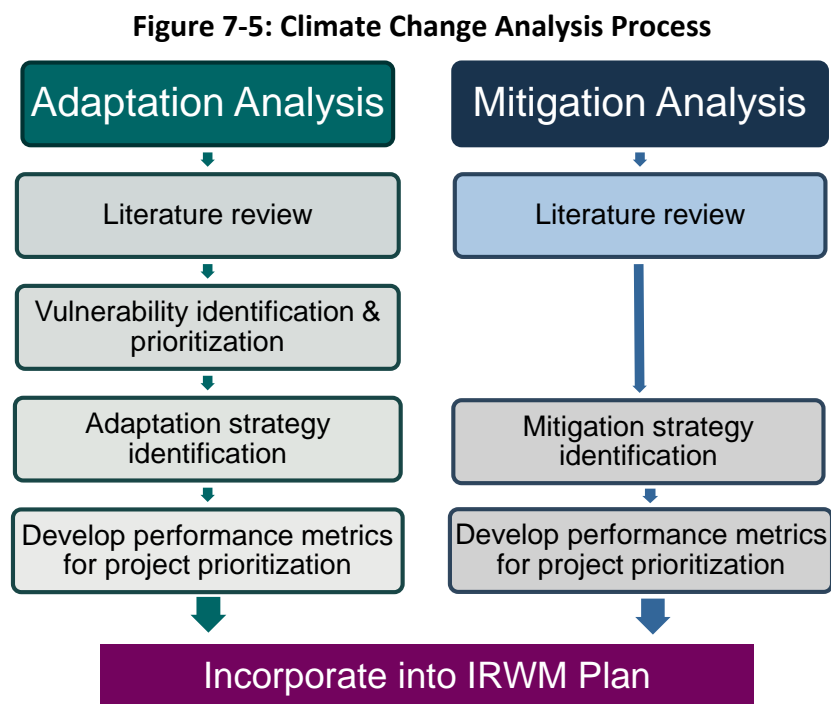 Figure 7-5: Climate Change Analysis Process
Adaptation Analysis
Literature review
Vulnerability identification &
prioritization
Adaptation strategy
identification
Develop performance metrics
for project prioritization
Mitigation Analysis
Literature review
Mitigation strategy
identification
Develop performance metrics
for project prioritization
Incorporate into IRWM Plan